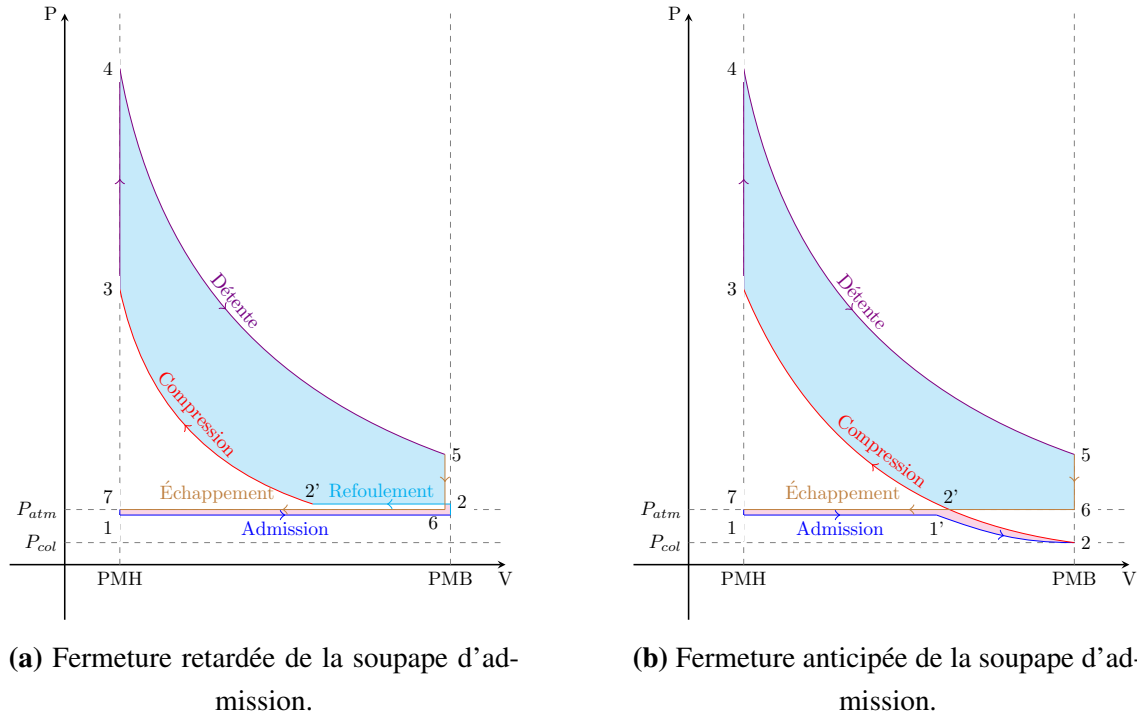 P
4
3
Détente
Compression
5
Échappement
2’
Refoulement
2
7
P_atm
1
Admission
6
P_col
PMH
PMB
V
(a) Fermeture retardée de la soupape d’ad-
mission.
P
4
3
Détente
Compression
5
Échappement
2’
7
P_atm
6
1
Admission
1’
P_col
2
PMH
PMB
V
(b) Fermeture anticipée de la soupape d’ad-
mission.